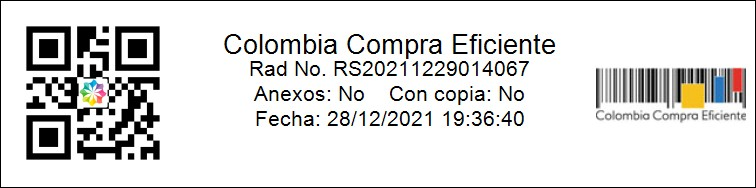 Colombia Compra Eficiente
Rad No. RS20211229014067
Anexos: No Con copia: No
Fecha: 28/12/2021 19:36:40
Colombia Compra Eficiente